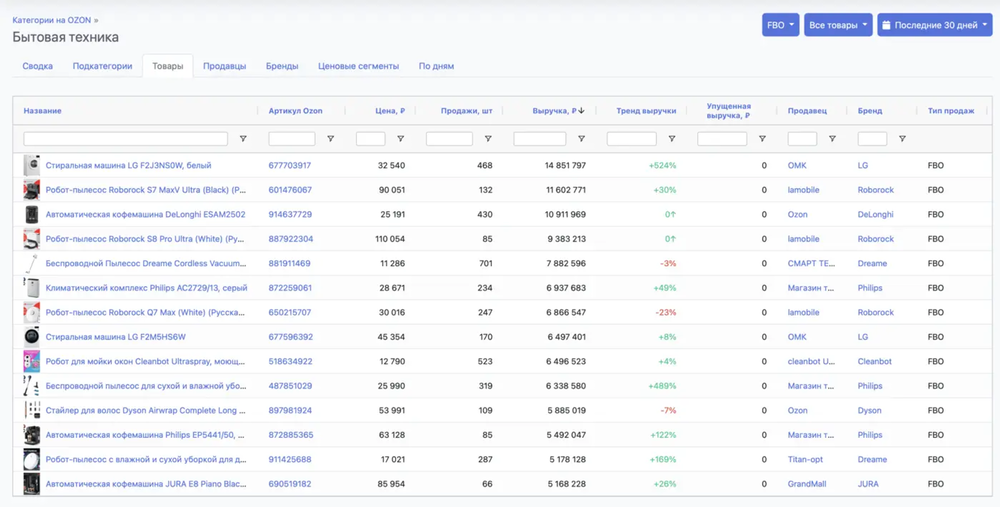 Категории на OZON »
Бытовая техника
FBO Все товары Последние 30 дней
Сводка Подкатегории Товары Продавцы Бренды Ценовые сегменты По дням
Название Артикул Ozon Цена, ₽ Продажи, шт Выручка, ₽ ↓ Тренд выручки Упущенная выручка, ₽ Продавец Бренд Тип продаж
Стиральная машина LG F2J3NS0W, белый 677703917 32 540 468 14 851 797 +524% 0 OMK LG FBO
Робот-пылесос Roborock S7 MaxV Ultra (Black) (Р... 601476067 90 051 132 11 602 771 +30% 0 lamobile Roborock FBO
Автоматическая кофемашина DeLonghi ESAM2502 914637729 25 191 430 10 911 969 0↑ 0 Ozon DeLonghi FBO
Робот-пылесос Roborock S8 Pro Ultra (White) (Ру... 887922304 110 054 85 9 383 213 0↑ 0 lamobile Roborock FBO
Беспроводной Пылесос Dreame Cordless Vacuum... 881911469 11 286 701 7 882 596 -3% 0 СМАРТ ТЕ... Dreame FBO
Климатический комплекс Philips AC2729/13, серый 872259061 28 671 234 6 937 683 +49% 0 Магазин т... Philips FBO
Робот-пылесос Roborock Q7 Max (White) (Русска... 650215707 30 016 247 6 866 547 -23% 0 lamobile Roborock FBO
Стиральная машина LG F2M5HS6W 677596392 45 354 170 6 497 401 +8% 0 OMK LG FBO
Робот для мойки окон Cleanbot Ultraspray, моющ... 518634922 12 790 523 6 496 523 +4% 0 cleanbot U... Cleanbot FBO
Беспроводной пылесос для сухой и влажной убо... 487851029 25 990 319 6 338 580 +489% 0 Магазин т... Philips FBO
Стайлер для волос Dyson Airwrap Complete Long ... 897981924 53 991 109 5 885 019 -7% 0 Ozon Dyson FBO
Автоматическая кофемашина Philips EP5441/50, ... 872885365 63 128 85 5 492 047 +122% 0 Магазин т... Philips FBO
Робот-пылесос с влажной и сухой уборкой для д... 911425688 17 021 287 5 178 128 +169% 0 Titan-opt Dreame FBO
Автоматическая кофемашина JURA E8 Piano Blac... 690519182 85 954 66 5 168 228 +26% 0 GrandMall JURA FBO